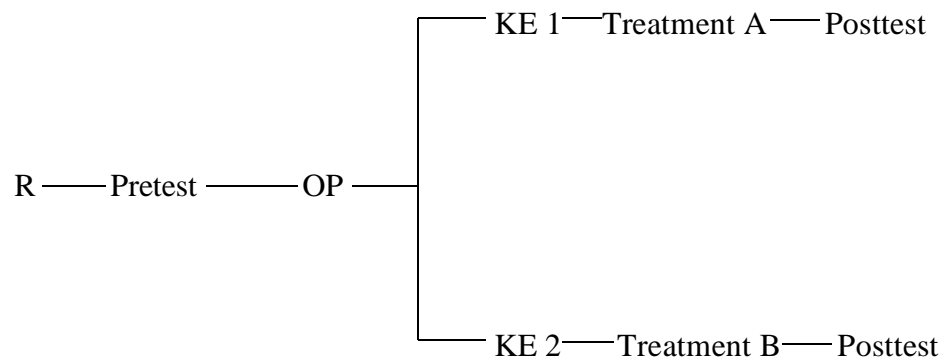 KE 1 Treatment A Posttest
R Pretest OP
KE 2 Treatment B Posttest